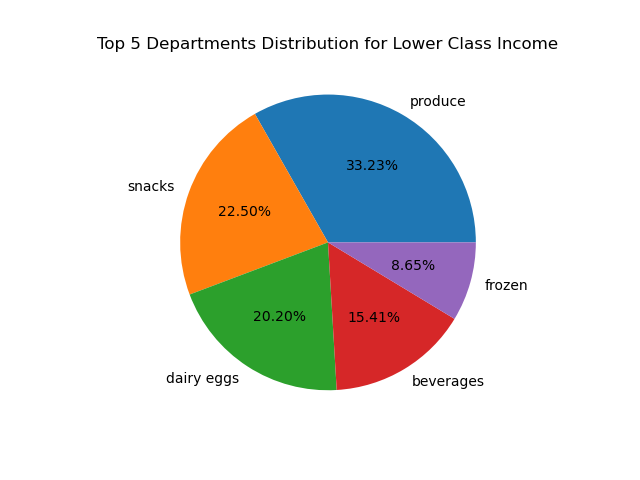 Top 5 Departments Distribution for Lower Class Income
produce
33.23%
snacks
22.50%
8.65%
frozen
20.20%
15.41%
dairy eggs
beverages